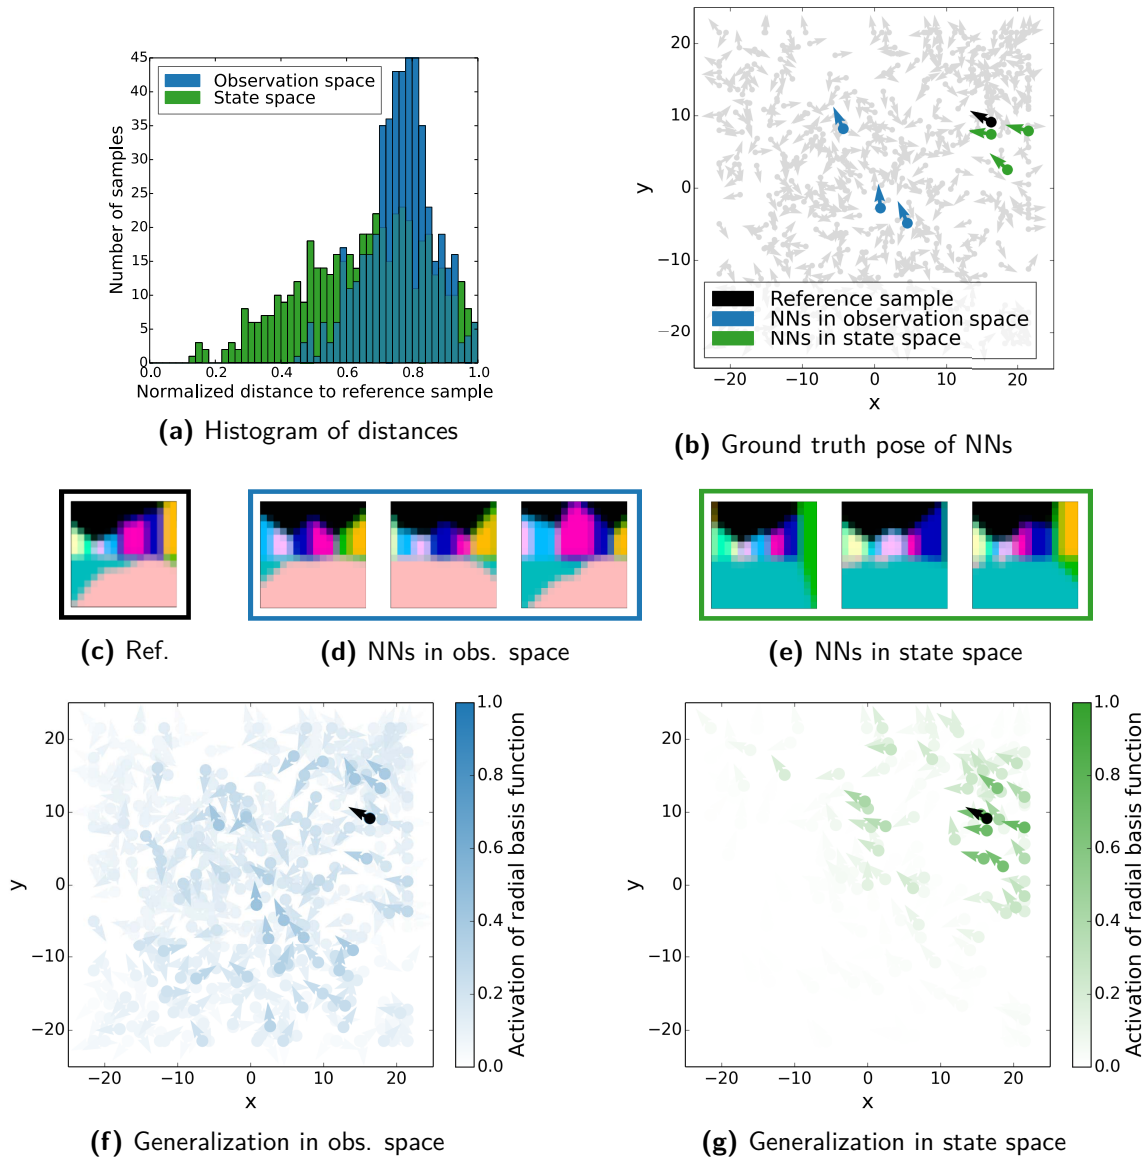 45
40
35
30
25
20
15
10
5
0
Number of samples
Observation space
State space
0.0 0.2 0.4 0.6 0.8 1.0
Normalized distance to reference sample
(a) Histogram of distances
20
10
0
−10
−20
y
Reference sample
NNs in observation space
NNs in state space
−20 −10 0 10 20
x
(b) Ground truth pose of NNs
(c) Ref.
(d) NNs in obs. space
(e) NNs in state space
20
10
0
−10
−20
y
−20 −10 0 10 20
x
1.0
0.8
0.6
0.4
0.2
0.0
Activation of radial basis function
(f) Generalization in obs. space
20
10
0
−10
−20
y
−20 −10 0 10 20
x
1.0
0.8
0.6
0.4
0.2
0.0
Activation of radial basis function
(g) Generalization in state space